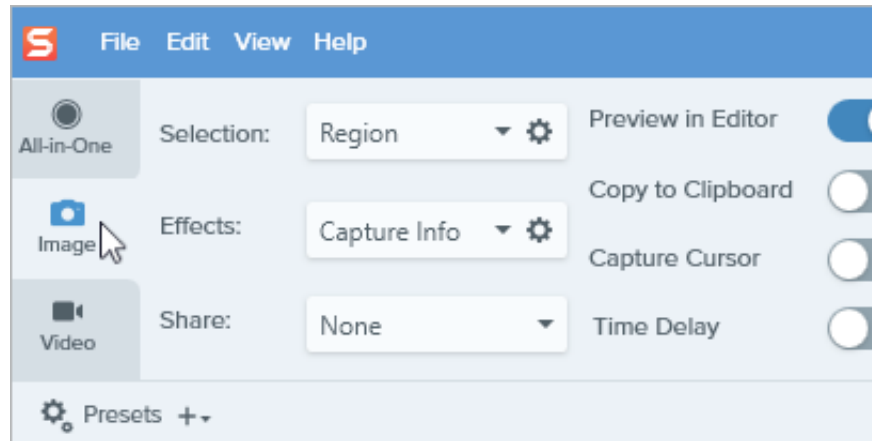 S
File Edit View Help
All-in-One
Selection:
Region
Preview in Editor
Copy to Clipboard
Image
Effects:
Capture Info
Capture Cursor
Video
Share:
None
Time Delay
Presets +